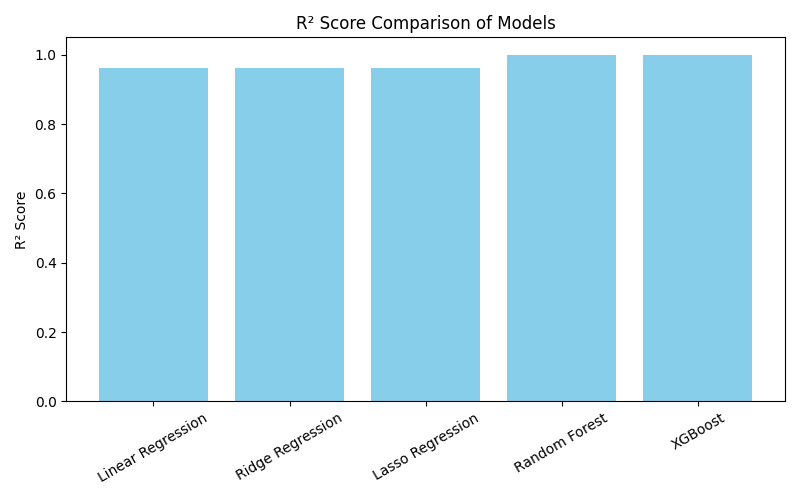 R² Score Comparison of Models
R² Score
1.0
0.8
0.6
0.4
0.2
0.0
Linear Regression
Ridge Regression
Lasso Regression
Random Forest
XGBoost